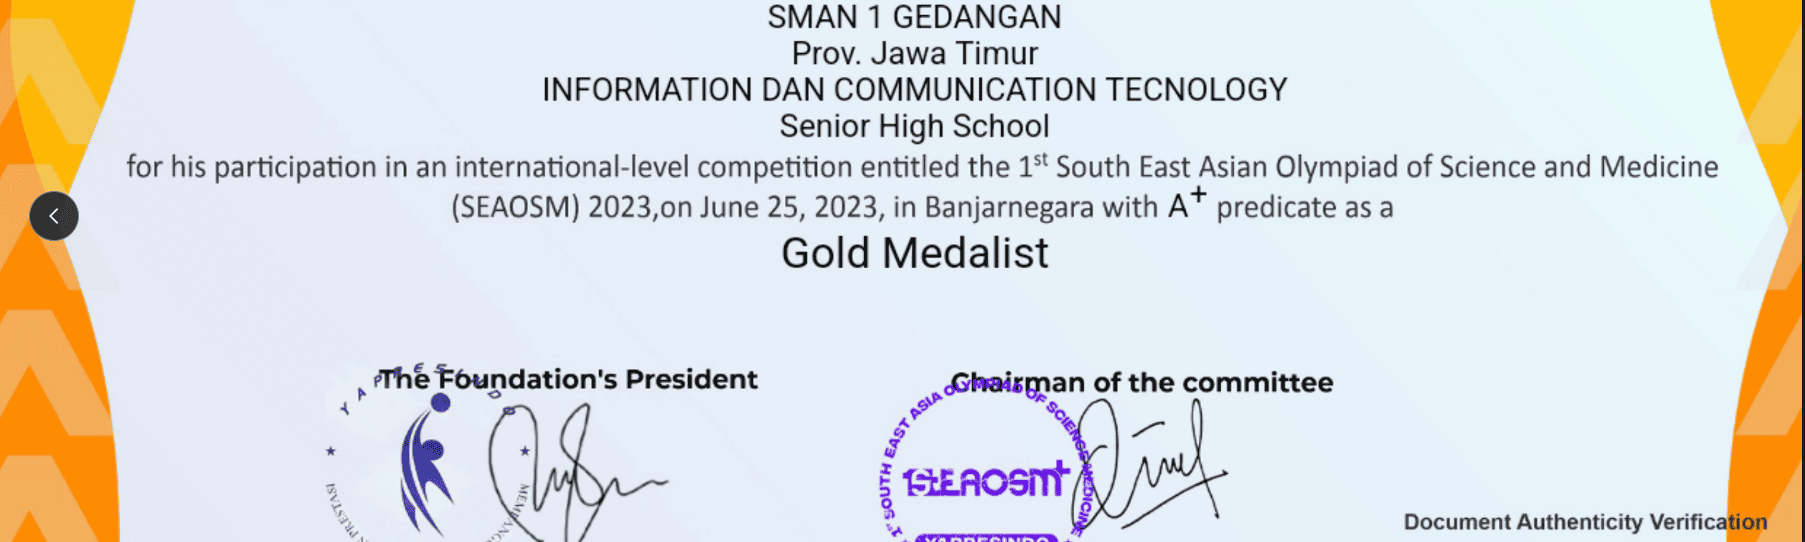 SMAN 1 GEDANGAN
Prov. Jawa Timur
INFORMATION DAN COMMUNICATION TECNOLOGY
Senior High School
for his participation in an international-level competition entitled the 1st South East Asian Olympiad of Science and Medicine
(SEAOSM) 2023,on June 25, 2023, in Banjarnegara with A+ predicate as a
Gold Medalist
The Foundation's President
Chairman of the committee
YAPRESINDO
PRESTASI
1st SOUTH EAST ASIA OLYMPIAD OF SCIENCE MEDICINE
1StEAOSM+
YAPRESINDO
Document Authenticity Verification